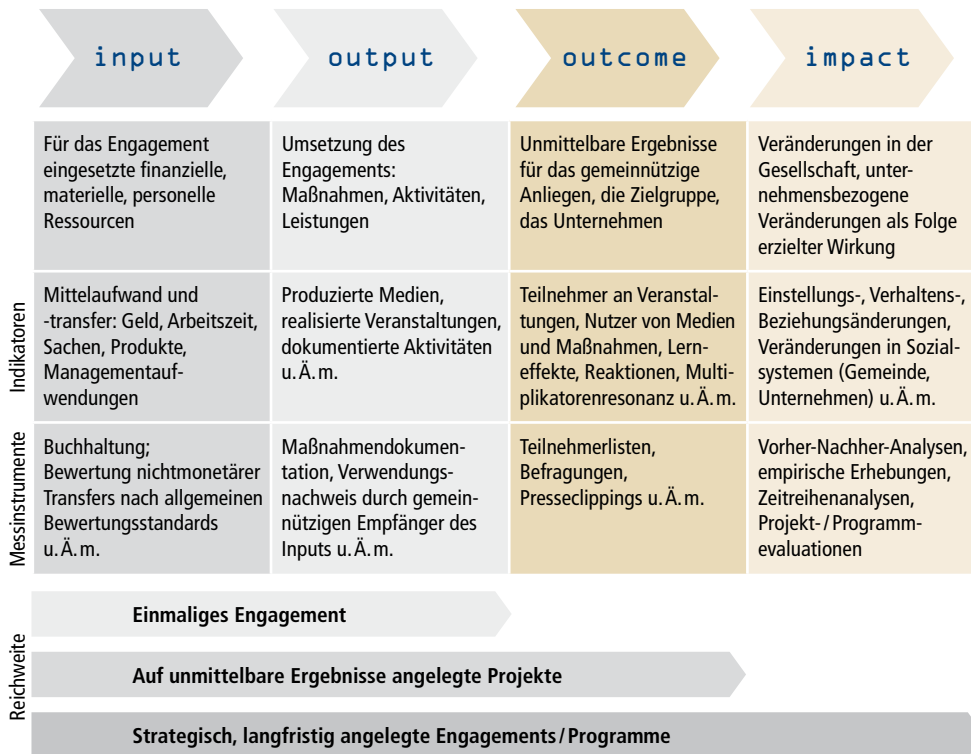 input
output
outcome
impact
Für das Engagement
eingesetzte finanzielle,
materielle, personelle
Ressourcen
Umsetzung des
Engagements:
Maßnahmen, Aktivitäten,
Leistungen
Unmittelbare Ergebnisse
für das gemeinnützige
Anliegen, die Zielgruppe,
das Unternehmen
Veränderungen in der
Gesellschaft, unter-
nehmensbezogene
Veränderungen als Folge
erzielter Wirkung
Indikatoren
Mittelaufwand und
-transfer: Geld, Arbeitszeit,
Sachen, Produkte,
Managementauf-
wendungen
Produzierte Medien,
realisierte Veranstaltungen,
dokumentierte Aktivitäten
u. Ä. m.
Teilnehmer an Veranstal-
tungen, Nutzer von Medien
und Maßnahmen, Lern-
effekte, Reaktionen, Multi-
plikatorenresonanz u. Ä. m.
Einstellungs-, Verhaltens-,
Beziehungsänderungen,
Veränderungen in Sozial-
systemen (Gemeinde,
Unternehmen) u. Ä. m.
Messinstrumente
Buchhaltung;
Bewertung nichtmonetärer
Transfers nach allgemeinen
Bewertungsstandards
u. Ä. m.
Maßnahmendokumen-
tation, Verwendungs-
nachweis durch gemein-
nützigen Empfänger des
Inputs u. Ä. m.
Teilnehmerlisten,
Befragungen,
Presseclippings u. Ä. m.
Vorher-Nachher-Analysen,
empirische Erhebungen,
Zeitreihenanalysen,
Projekt- / Programm-
evaluationen
Reichweite
Einmaliges Engagement
Auf unmittelbare Ergebnisse angelegte Projekte
Strategisch, langfristig angelegte Engagements / Programme